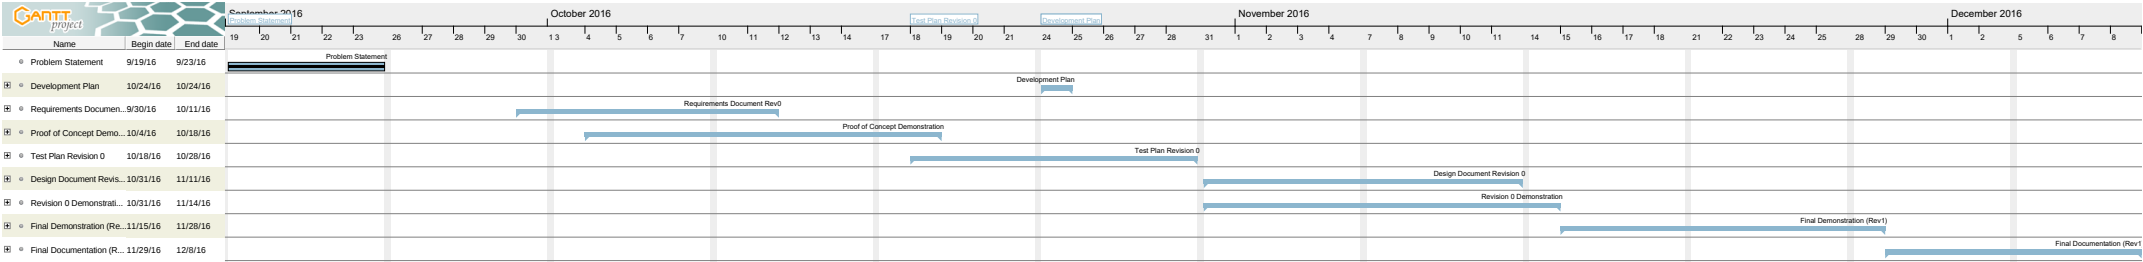 GANTT
project
September 2016
October 2016
November 2016
December 2016
Problem Statement
Test Plan Revision 0
Development Plan
19 20 21 22 23 26 27 28 29 30 1 3 4 5 6 7 10 11 12 13 14 17 18 19 20 21 24 25 26 27 28 31 1 2 3 4 7 8 9 10 11 14 15 16 17 18 21 22 23 24 25 28 29 30 1 2 5 6 7 8
Name Begin date End date
Problem Statement 9/19/16 9/23/16
Problem Statement
Development Plan 10/24/16 10/24/16
Development Plan
Requirements Documen... 9/30/16 10/11/16
Requirements Document Rev0
Proof of Concept Demo... 10/4/16 10/18/16
Proof of Concept Demonstration
Test Plan Revision 0 10/18/16 10/28/16
Test Plan Revision 0
Design Document Revis... 10/31/16 11/11/16
Design Document Revision 0
Revision 0 Demonstrati... 10/31/16 11/14/16
Revision 0 Demonstration
Final Demonstration (Re... 11/15/16 11/28/16
Final Demonstration (Rev1)
Final Documentation (R... 11/29/16 12/8/16
Final Documentation (Rev1